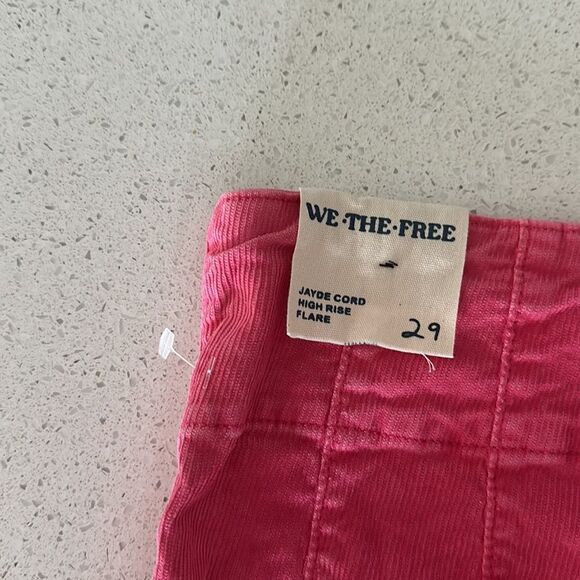 WE·THE·FREE
JAYDE CORD
HIGH RISE
FLARE
29